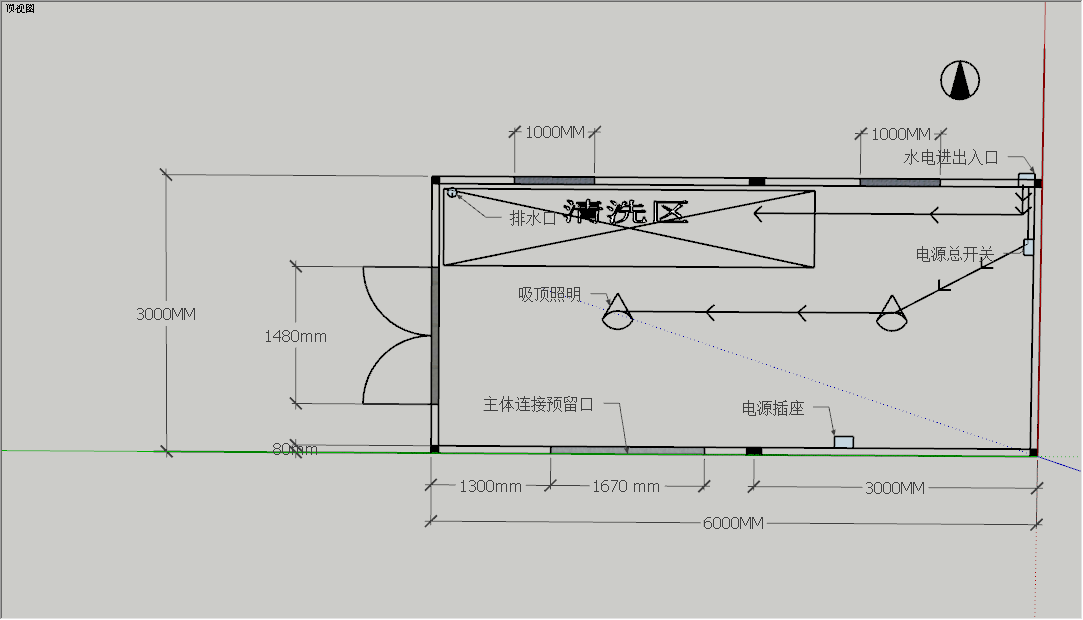 顶视图
1000MM
1000MM
水电进出入口
排水口
清洗区
电源总开关
吸顶照明
3000MM
1480mm
主体连接预留口
电源插座
80mm
1300mm
1670 mm
3000MM
6000MM